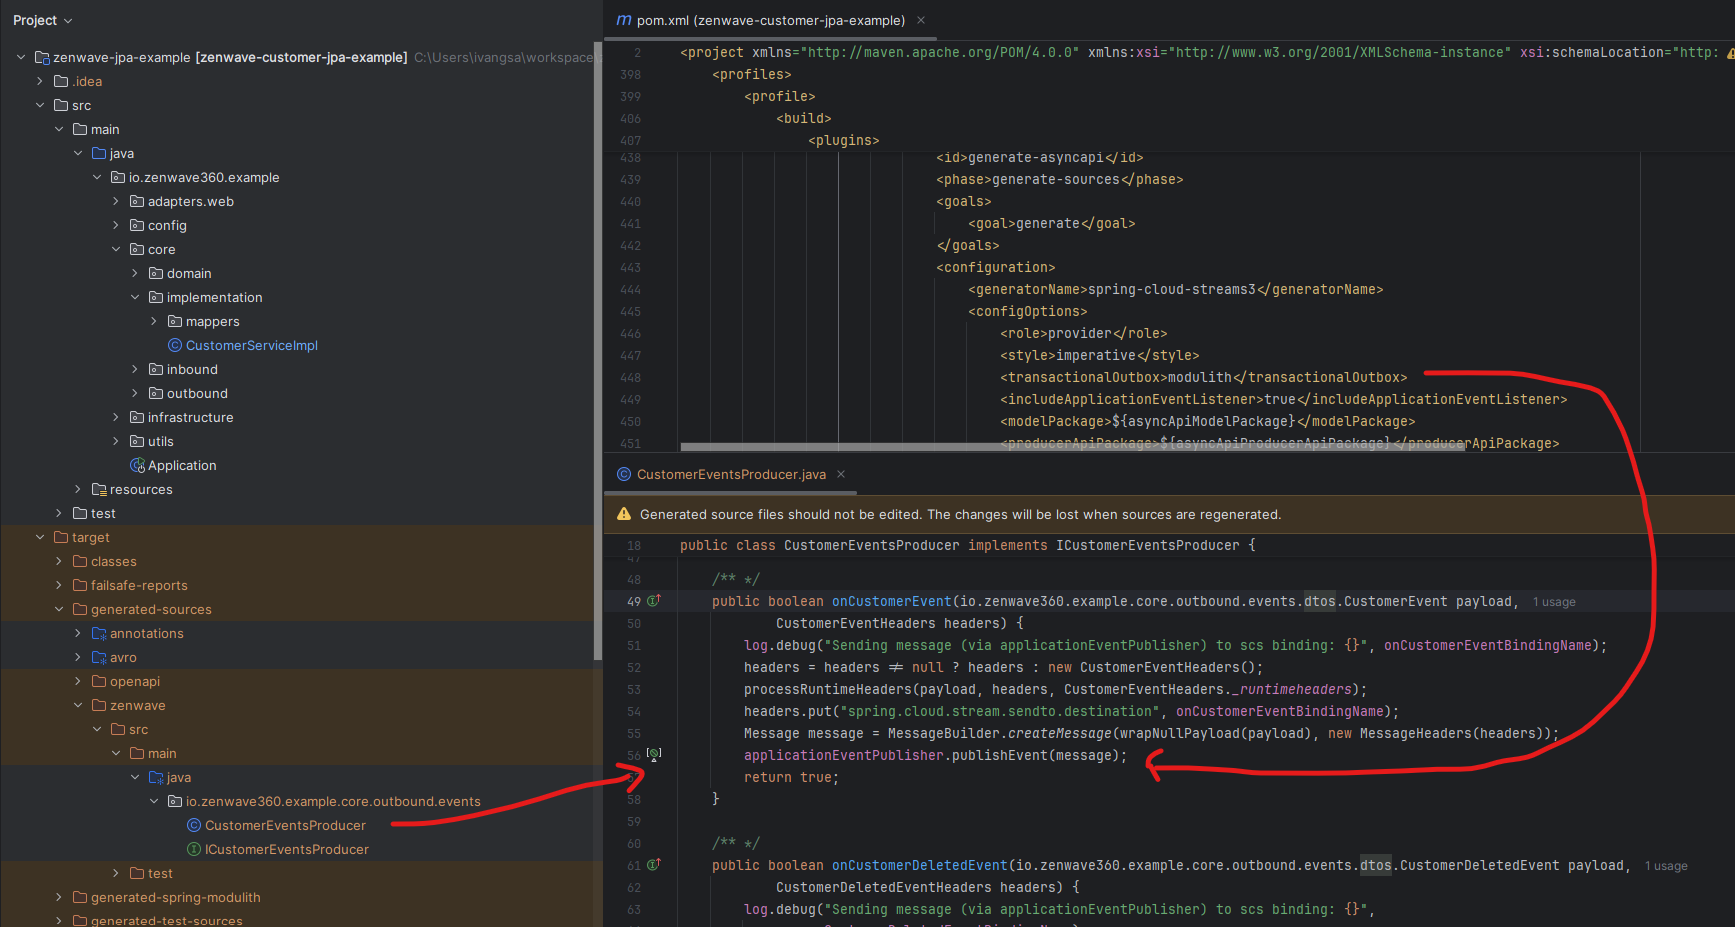 Project
zenwave-jpa-example [zenwave-customer-jpa-example] C:\Users\ivangsa\workspace\
.idea
src
main
java
io.zenwave360.example
adapters.web
config
core
domain
implementation
mappers
CustomerServiceImpl
inbound
outbound
infrastructure
utils
Application
resources
test
target
classes
failsafe-reports
generated-sources
annotations
avro
openapi
zenwave
src
main
java
io.zenwave360.example.core.outbound.events
CustomerEventsProducer
ICustomerEventsProducer
test
generated-spring-modulith
generated-test-sources
m pom.xml (zenwave-customer-jpa-example)
2 <project xmlns="http://maven.apache.org/POM/4.0.0" xmlns:xsi="http://www.w3.org/2001/XMLSchema-instance" xsi:schemaLocation="http:
398 <profiles>
399 <profile>
406 <build>
407 <plugins>
438 <id>generate-asyncapi</id>
439 <phase>generate-sources</phase>
440 <goals>
441 <goal>generate</goal>
442 </goals>
443 <configuration>
444 <generatorName>spring-cloud-streams3</generatorName>
445 <configOptions>
446 <role>provider</role>
447 <style>imperative</style>
448 <transactionalOutbox>modulith</transactionalOutbox>
449 <includeApplicationEventListener>true</includeApplicationEventListener>
450 <modelPackage>${asyncApiModelPackage}</modelPackage>
451 <producerApiPackage>${asyncApiProducerApiPackage}</producerApiPackage>
CustomerEventsProducer.java
Generated source files should not be edited. The changes will be lost when sources are regenerated.
18 public class CustomerEventsProducer implements ICustomerEventsProducer {
47
48 /** */
49 public boolean onCustomerEvent(io.zenwave360.example.core.outbound.events.dtos.CustomerEvent payload, 1 usage
50 CustomerEventHeaders headers) {
51 log.debug("Sending message (via applicationEventPublisher) to scs binding: {}", onCustomerEventBindingName);
52 headers = headers != null ? headers : new CustomerEventHeaders();
53 processRuntimeHeaders(payload, headers, CustomerEventHeaders._runtimeheaders);
54 headers.put("spring.cloud.stream.sendto.destination", onCustomerEventBindingName);
55 Message message = MessageBuilder.createMessage(wrapNullPayload(payload), new MessageHeaders(headers));
56 applicationEventPublisher.publishEvent(message);
57 return true;
58 }
59
60 /** */
61 public boolean onCustomerDeletedEvent(io.zenwave360.example.core.outbound.events.dtos.CustomerDeletedEvent payload, 1 usage
62 CustomerDeletedEventHeaders headers) {
63 log.debug("Sending message (via applicationEventPublisher) to scs binding: {}",